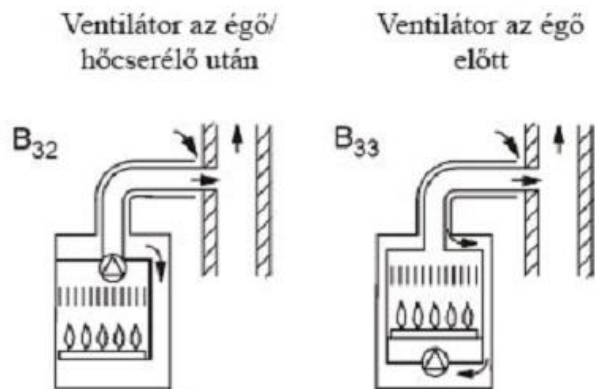 Ventilátor az égő/
hőcserélő után
Ventilátor az égő
előtt
B32
B33